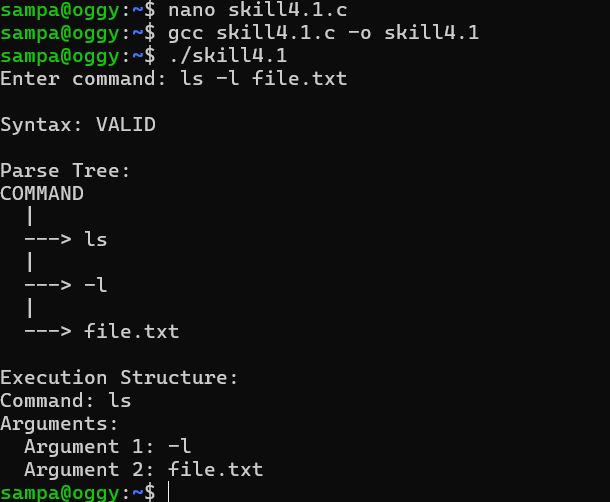 sampa@oggy:~$ nano skill4.1.c
sampa@oggy:~$ gcc skill4.1.c -o skill4.1
sampa@oggy:~$ ./skill4.1
Enter command: ls -l file.txt
Syntax: VALID
Parse Tree:
COMMAND
  |
  ---> ls
  |
  ---> -l
  |
  ---> file.txt
Execution Structure:
Command: ls
Arguments:
  Argument 1: -l
  Argument 2: file.txt
sampa@oggy:~$